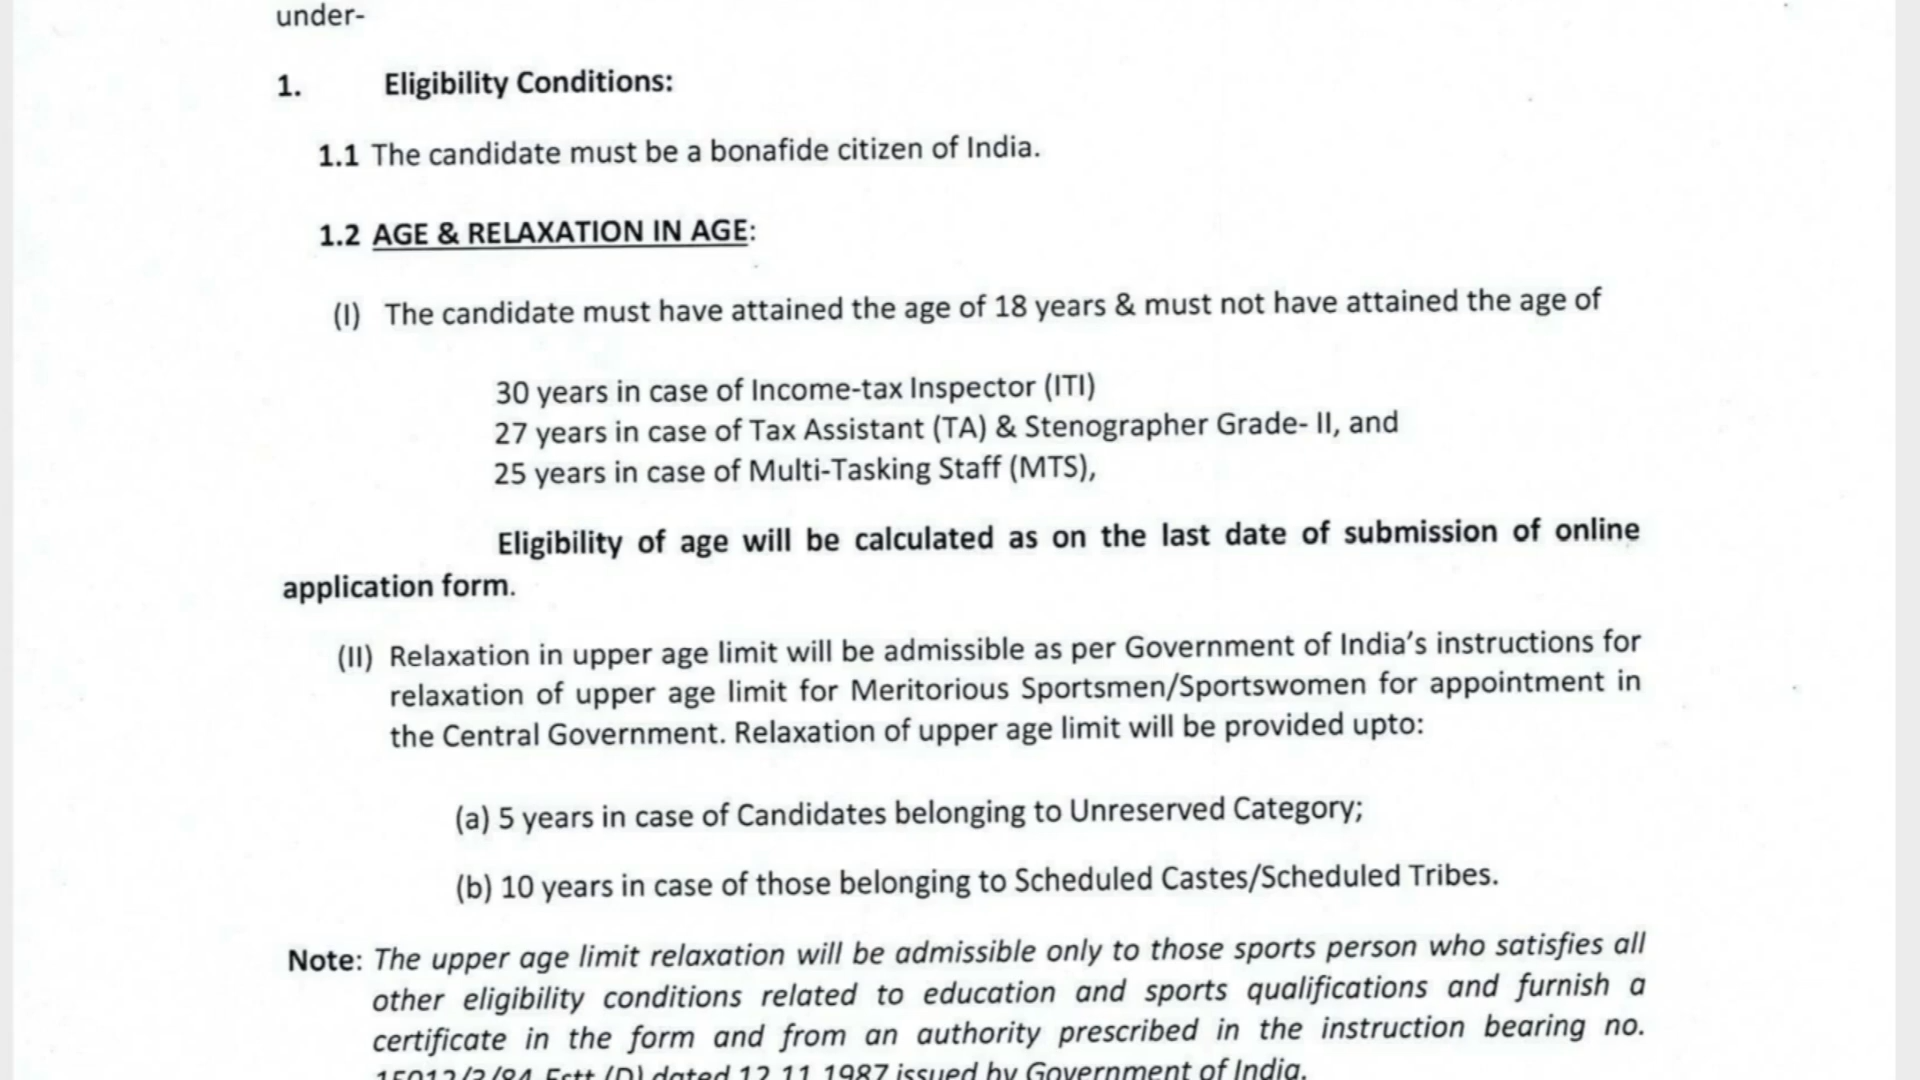 under-
1. Eligibility Conditions:
1.1 The candidate must be a bonafide citizen of India.
1.2 AGE & RELAXATION IN AGE:
(I) The candidate must have attained the age of 18 years & must not have attained the age of
30 years in case of Income-tax Inspector (ITI)
27 years in case of Tax Assistant (TA) & Stenographer Grade- II, and
25 years in case of Multi-Tasking Staff (MTS),
Eligibility of age will be calculated as on the last date of submission of online
application form.
(II) Relaxation in upper age limit will be admissible as per Government of India's instructions for
relaxation of upper age limit for Meritorious Sportsmen/Sportswomen for appointment in
the Central Government. Relaxation of upper age limit will be provided upto:
(a) 5 years in case of Candidates belonging to Unreserved Category;
(b) 10 years in case of those belonging to Scheduled Castes/Scheduled Tribes.
Note: The upper age limit relaxation will be admissible only to those sports person who satisfies all
other eligibility conditions related to education and sports qualifications and furnish a
certificate in the form and from an authority prescribed in the instruction bearing no.
15012/3/84 Estt (D) dated 12.11.1987 issued by Government of India.